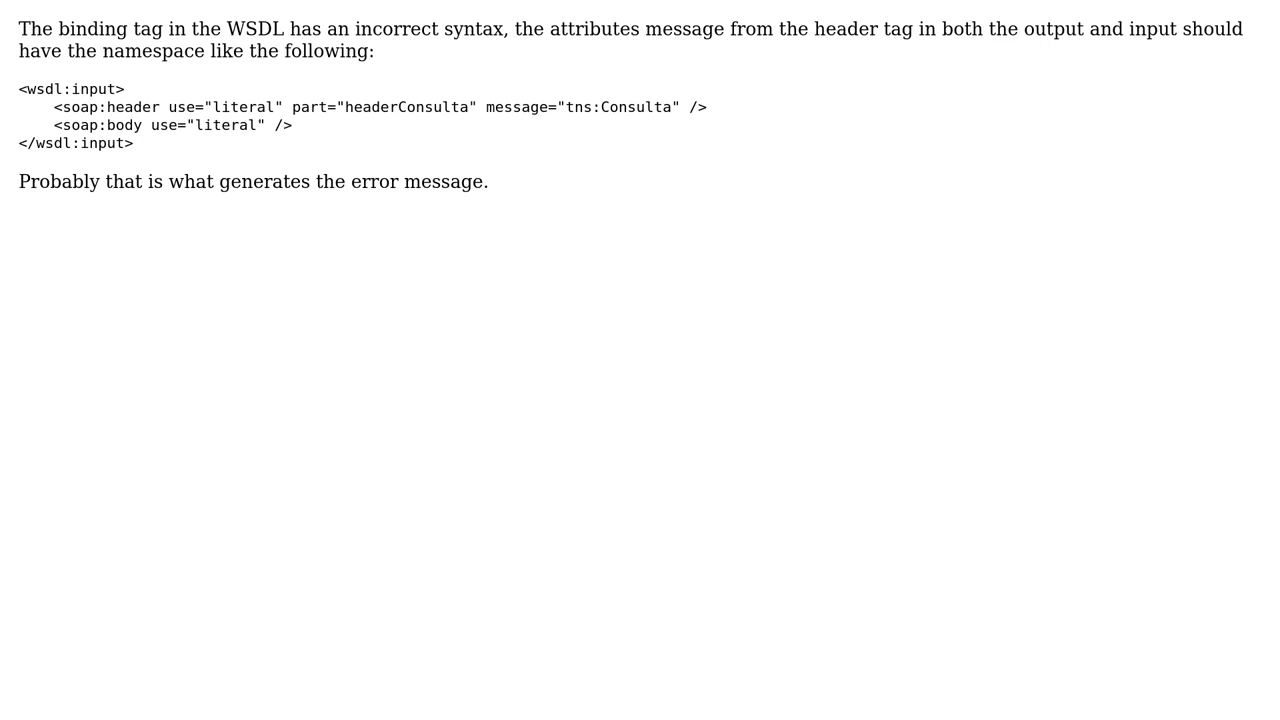 The binding tag in the WSDL has an incorrect syntax, the attributes message from the header tag in both the output and input should
have the namespace like the following:
<wsdl:input>
    <soap:header use="literal" part="headerConsulta" message="tns:Consulta" />
    <soap:body use="literal" />
</wsdl:input>
Probably that is what generates the error message.